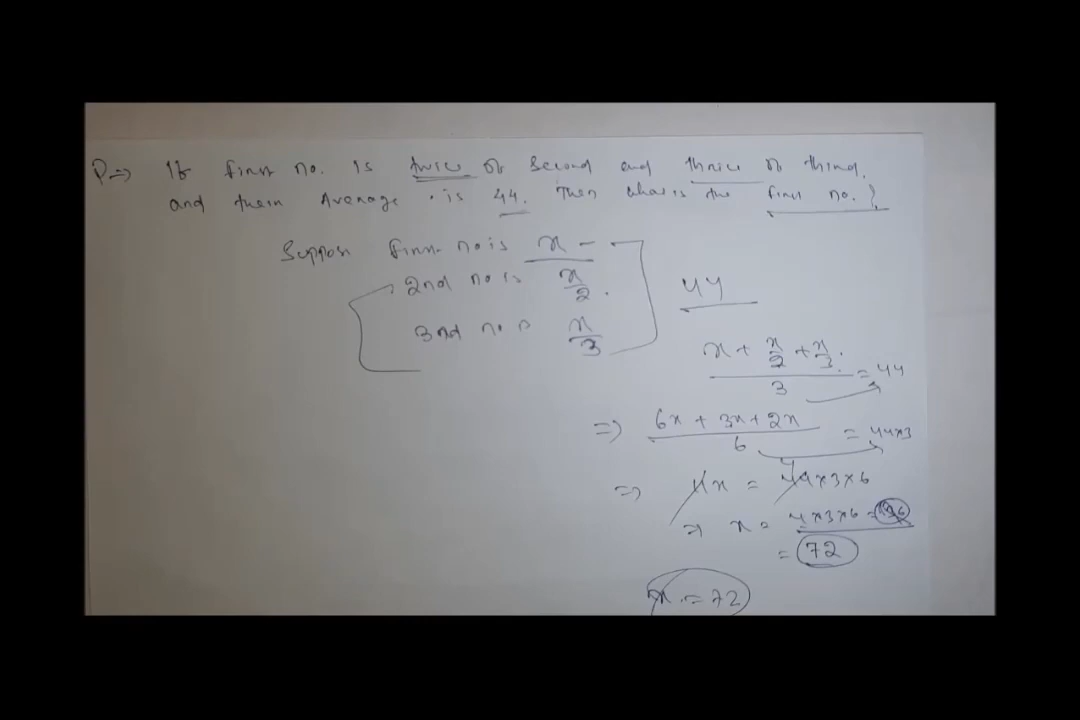 P⇒ If first no. is twice of second and thrice of third.
and their Average is 44. Then what is the first no.?
Suppose first no is x
2nd no is x/2
3rd no is x/3
44
(x + x/2 + x/3)/3 = 44
⇒ (6x + 3x + 2x)/6 = 44×3
⇒ 11x = 44×3×6
⇒ x = 4×3×6 =
= 72
x = 72